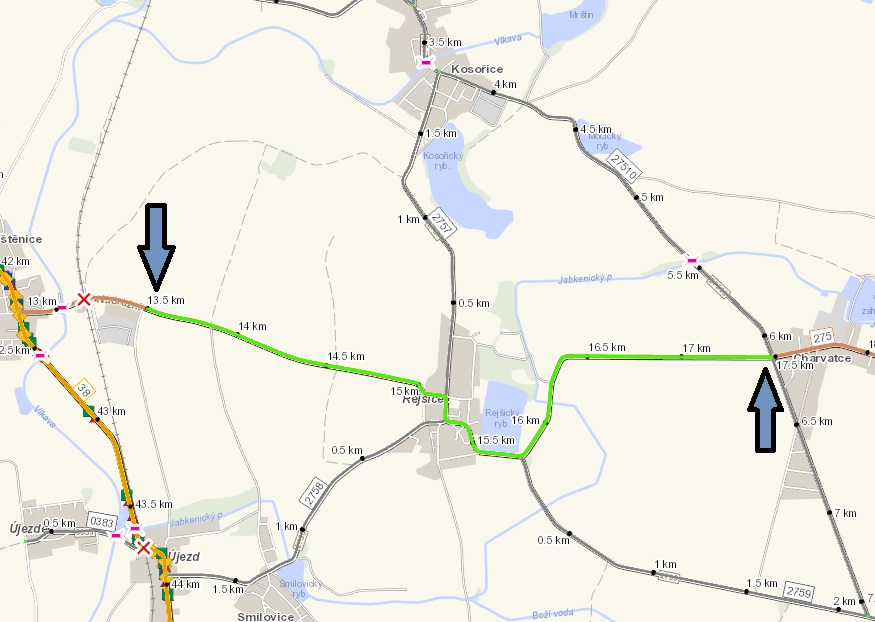 Mrštin
3.5 km
Vlkava
Kosořice
4 km
1.5 km
4.5 km
ryb.
Kosořický
ryb.
27510
5 km
1 km
2757
štěnice
42 km
5.5 km
Jabkenický p.
13 km
13.5 km
0.5 km
14 km
6 km
275
2.5 km
14.5 km
16.5 km
17 km
Charvatce
17.5 km
38
15 km
Rejšice
43 km
Vlkava
Rejšický
ryb.
16 km
6.5 km
15.5 km
0.5 km
2758
43.5 km
7 km
Újezd
0.5 km
0383
Jabkenický p.
1 km
0.5 km
Újezd
1 km
44 km
1.5 km
Smilovický
ryb.
1.5 km
2759
2 km
7.
Smilovice
Boží voda